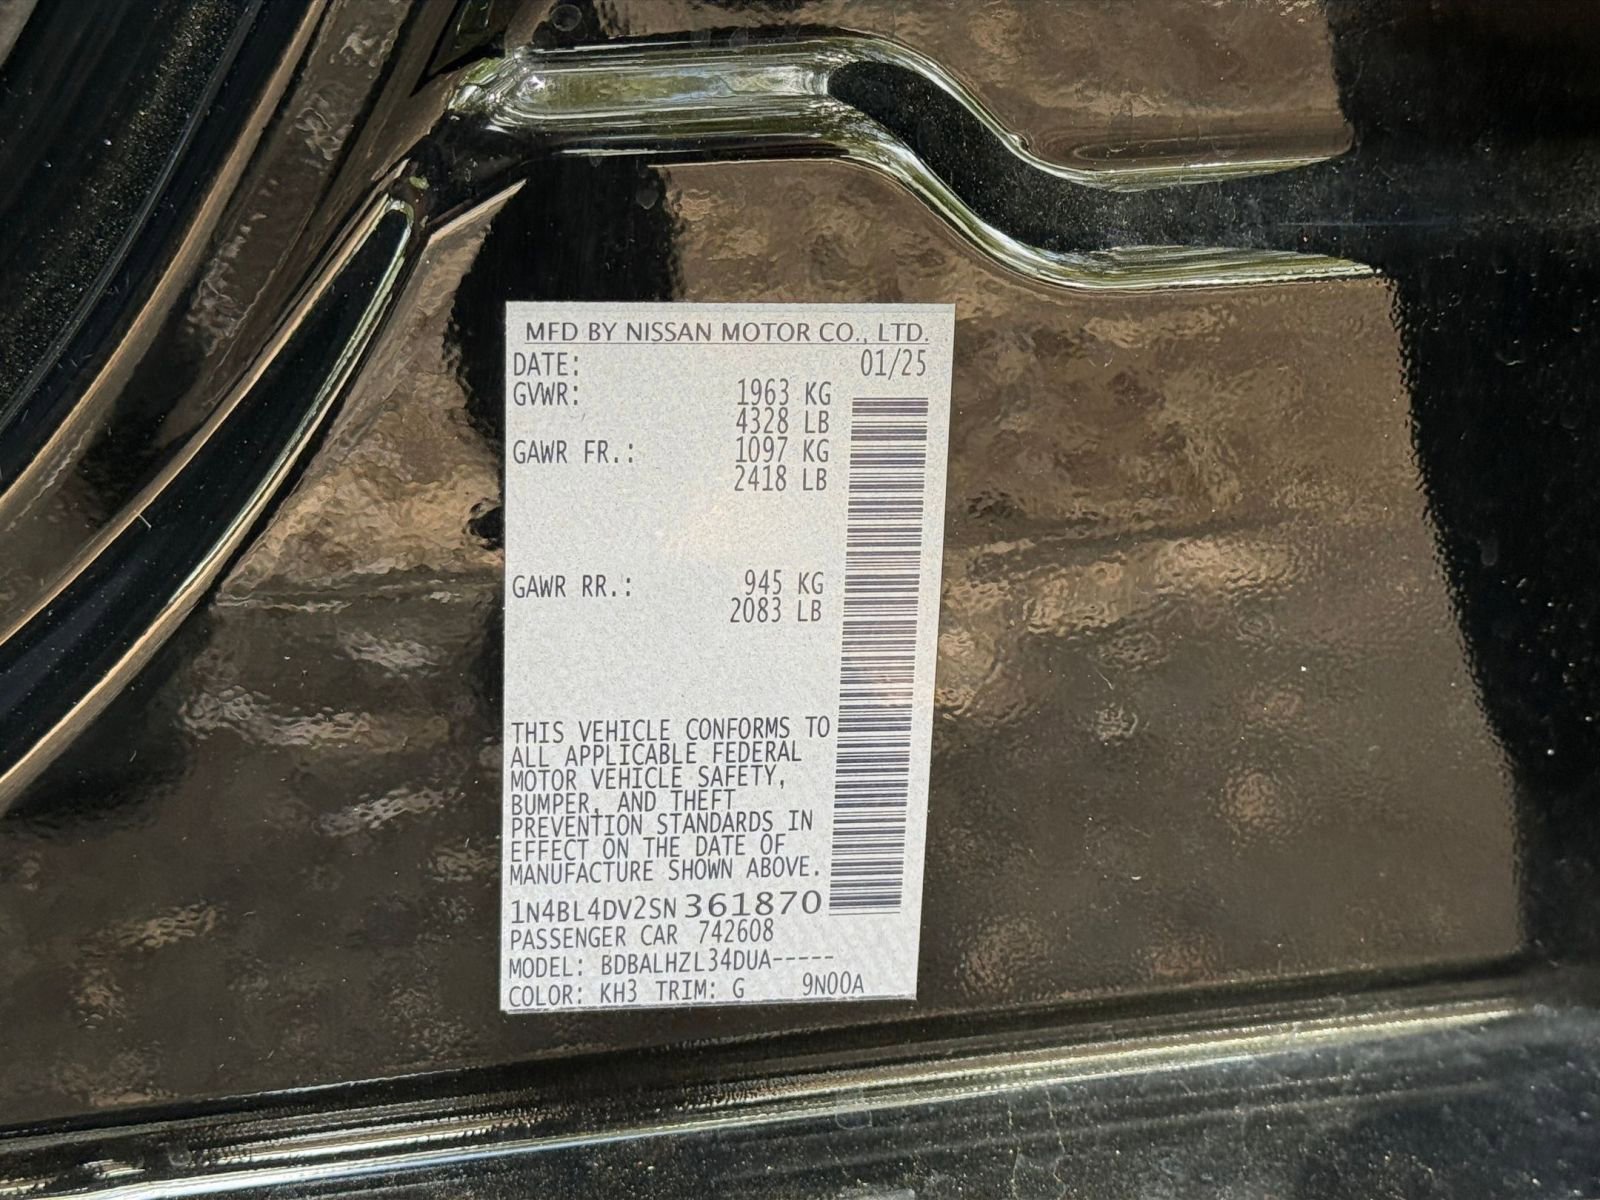 MFD BY NISSAN MOTOR CO., LTD.
DATE: 01/25
GVWR: 1963 KG
4328 LB
GAWR FR.: 1097 KG
2418 LB
GAWR RR.: 945 KG
2083 LB
THIS VEHICLE CONFORMS TO
ALL APPLICABLE FEDERAL
MOTOR VEHICLE SAFETY,
BUMPER, AND THEFT
PREVENTION STANDARDS IN
EFFECT ON THE DATE OF
MANUFACTURE SHOWN ABOVE.
1N4BL4DV2SN361870
PASSENGER CAR 742608
MODEL: BDBALHZL34DUA-----
COLOR: KH3 TRIM: G 9N00A